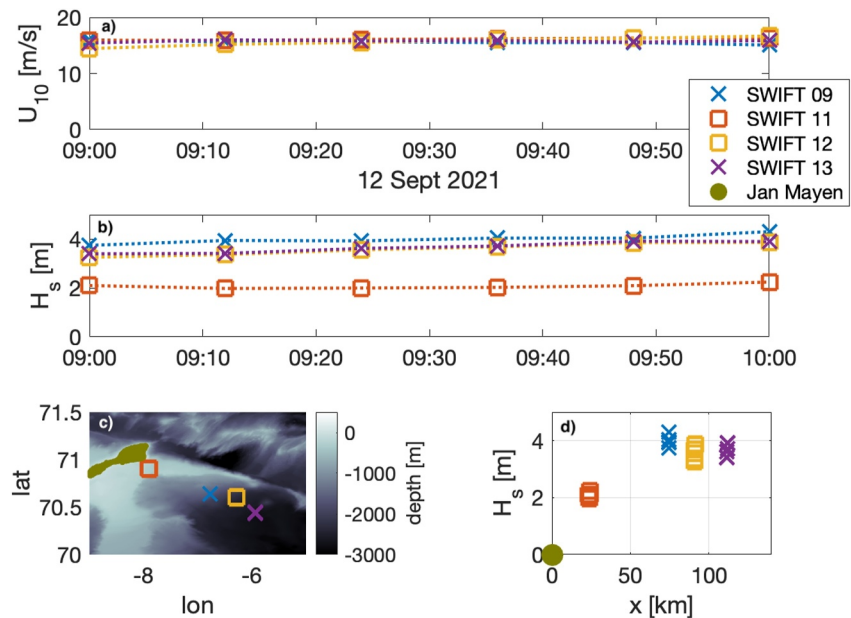 a)
U10 [m/s]
20
10
0
09:00 09:10 09:20 09:30 09:40 09:50
12 Sept 2021
SWIFT 09
SWIFT 11
SWIFT 12
SWIFT 13
Jan Mayen
b)
Hs [m]
4
2
0
09:00 09:10 09:20 09:30 09:40 09:50 10:00
c)
lat
71.5
71
70.5
70
-8 -6
lon
0
-1000
-2000
-3000
depth [m]
d)
Hs [m]
4
2
0
0 50 100
x [km]